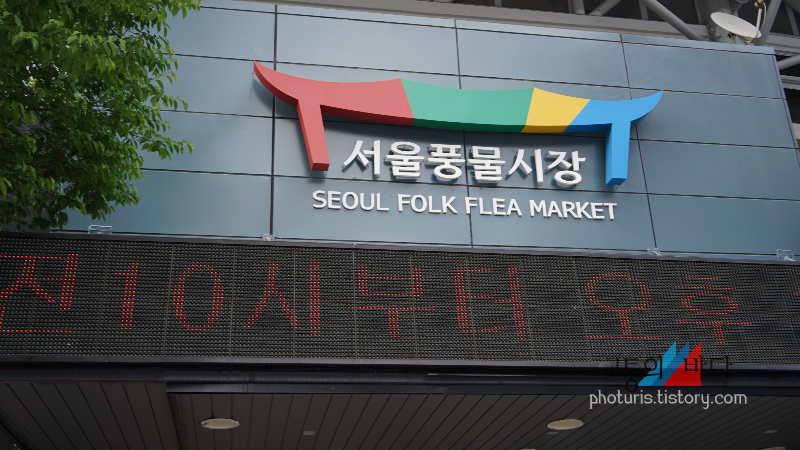 서울풍물시장
SEOUL FOLK FLEA MARKET
전10시부터 오후
photuris.tistory.com